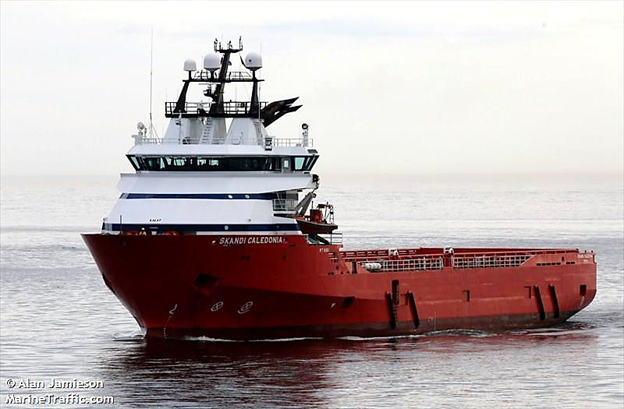 SKANDI CALEDONIA
© Alan Jamieson
MarineTraffic.com